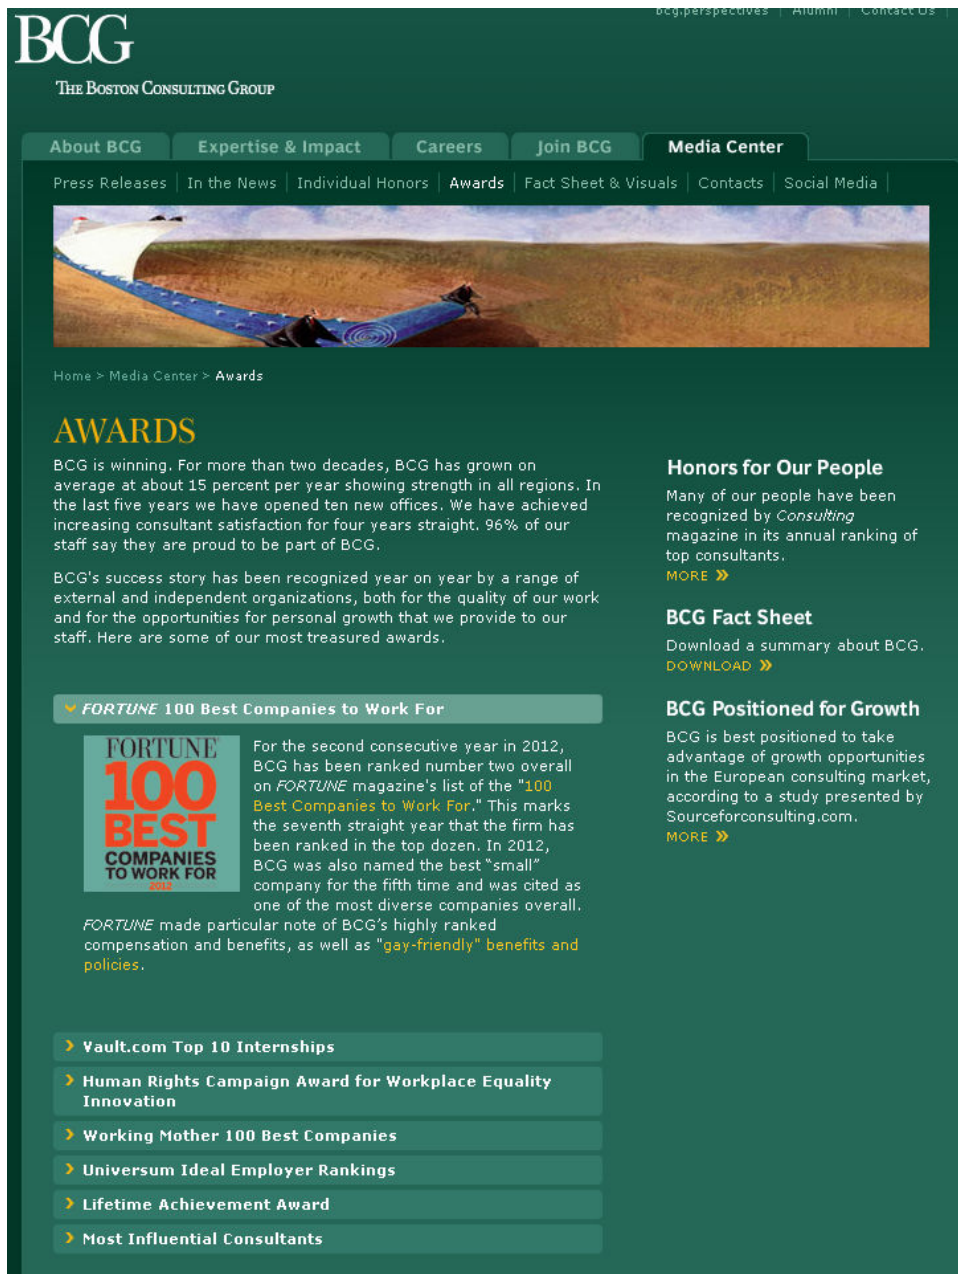 bcg.perspectives | Alumni | Contact Us |
BCG
THE BOSTON CONSULTING GROUP
About BCG
Expertise & Impact
Careers
Join BCG
Media Center
Press Releases | In the News | Individual Honors | Awards | Fact Sheet & Visuals | Contacts | Social Media |
Home > Media Center > Awards
AWARDS
BCG is winning. For more than two decades, BCG has grown on
average at about 15 percent per year showing strength in all regions. In
the last five years we have opened ten new offices. We have achieved
increasing consultant satisfaction for four years straight. 96% of our
staff say they are proud to be part of BCG.
BCG's success story has been recognized year on year by a range of
external and independent organizations, both for the quality of our work
and for the opportunities for personal growth that we provide to our
staff. Here are some of our most treasured awards.
FORTUNE 100 Best Companies to Work For
FORTUNE
100
BEST
COMPANIES
TO WORK FOR
2012
For the second consecutive year in 2012,
BCG has been ranked number two overall
on FORTUNE magazine's list of the "100
Best Companies to Work For." This marks
the seventh straight year that the firm has
been ranked in the top dozen. In 2012,
BCG was also named the best “small”
company for the fifth time and was cited as
one of the most diverse companies overall.
FORTUNE made particular note of BCG’s highly ranked
compensation and benefits, as well as "gay-friendly" benefits and
policies.
Vault.com Top 10 Internships
Human Rights Campaign Award for Workplace Equality
Innovation
Working Mother 100 Best Companies
Universum Ideal Employer Rankings
Lifetime Achievement Award
Most Influential Consultants
Honors for Our People
Many of our people have been
recognized by Consulting
magazine in its annual ranking of
top consultants.
MORE »
BCG Fact Sheet
Download a summary about BCG.
DOWNLOAD »
BCG Positioned for Growth
BCG is best positioned to take
advantage of growth opportunities
in the European consulting market,
according to a study presented by
Sourceforconsulting.com.
MORE »